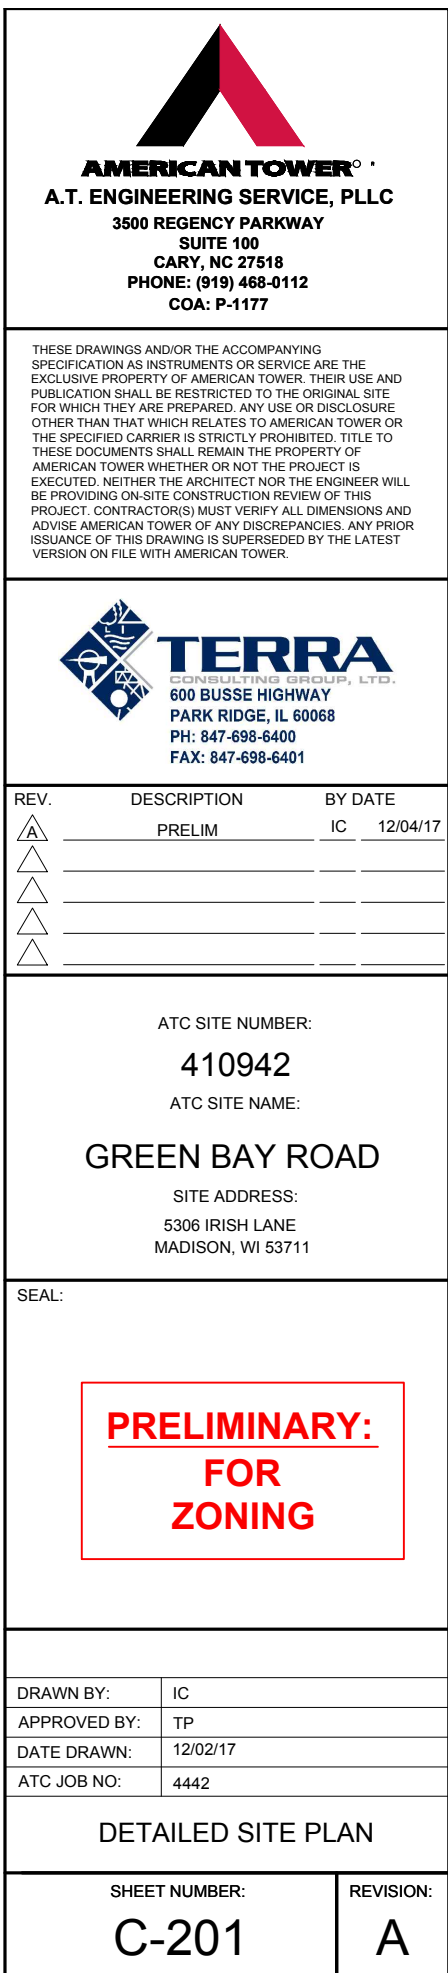 AMERICAN TOWER
A.T. ENGINEERING SERVICE, PLLC
3500 REGENCY PARKWAY
SUITE 100
CARY, NC 27518
PHONE: (919) 468-0112
COA: P-1177
THESE DRAWINGS AND/OR THE ACCOMPANYING
SPECIFICATION AS INSTRUMENTS OR SERVICE ARE THE
EXCLUSIVE PROPERTY OF AMERICAN TOWER. THEIR USE AND
PUBLICATION SHALL BE RESTRICTED TO THE ORIGINAL SITE
FOR WHICH THEY ARE PREPARED. ANY USE OR DISCLOSURE
OTHER THAN THAT WHICH RELATES TO AMERICAN TOWER OR
THE SPECIFIED CARRIER IS STRICTLY PROHIBITED. TITLE TO
THESE DOCUMENTS SHALL REMAIN THE PROPERTY OF
AMERICAN TOWER WHETHER OR NOT THE PROJECT IS
EXECUTED. NEITHER THE ARCHITECT NOR THE ENGINEER WILL
BE PROVIDING ON-SITE CONSTRUCTION REVIEW OF THIS
PROJECT. CONTRACTOR(S) MUST VERIFY ALL DIMENSIONS AND
ADVISE AMERICAN TOWER OF ANY DISCREPANCIES. ANY PRIOR
ISSUANCE OF THIS DRAWING IS SUPERSEDED BY THE LATEST
VERSION ON FILE WITH AMERICAN TOWER.
TERRA
CONSULTING GROUP, LTD.
600 BUSSE HIGHWAY
PARK RIDGE, IL 60068
PH: 847-698-6400
FAX: 847-698-6401
REV. DESCRIPTION BY DATE
A PRELIM IC 12/04/17
ATC SITE NUMBER:
410942
ATC SITE NAME:
GREEN BAY ROAD
SITE ADDRESS:
5306 IRISH LANE
MADISON, WI 53711
SEAL:
PRELIMINARY:
FOR
ZONING
DRAWN BY: IC
APPROVED BY: TP
DATE DRAWN: 12/02/17
ATC JOB NO: 4442
DETAILED SITE PLAN
SHEET NUMBER: REVISION:
C-201 A